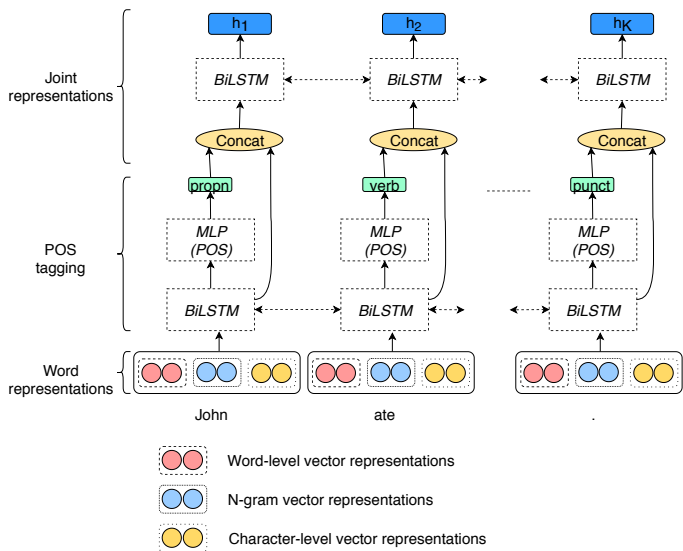 h1 h2 hK
Joint
representations
BiLSTM BiLSTM BiLSTM
Concat Concat Concat
propn verb punct
POS
tagging
MLP
(POS)
MLP
(POS)
MLP
(POS)
BiLSTM BiLSTM BiLSTM
Word
representations
John ate .
Word-level vector representations
N-gram vector representations
Character-level vector representations